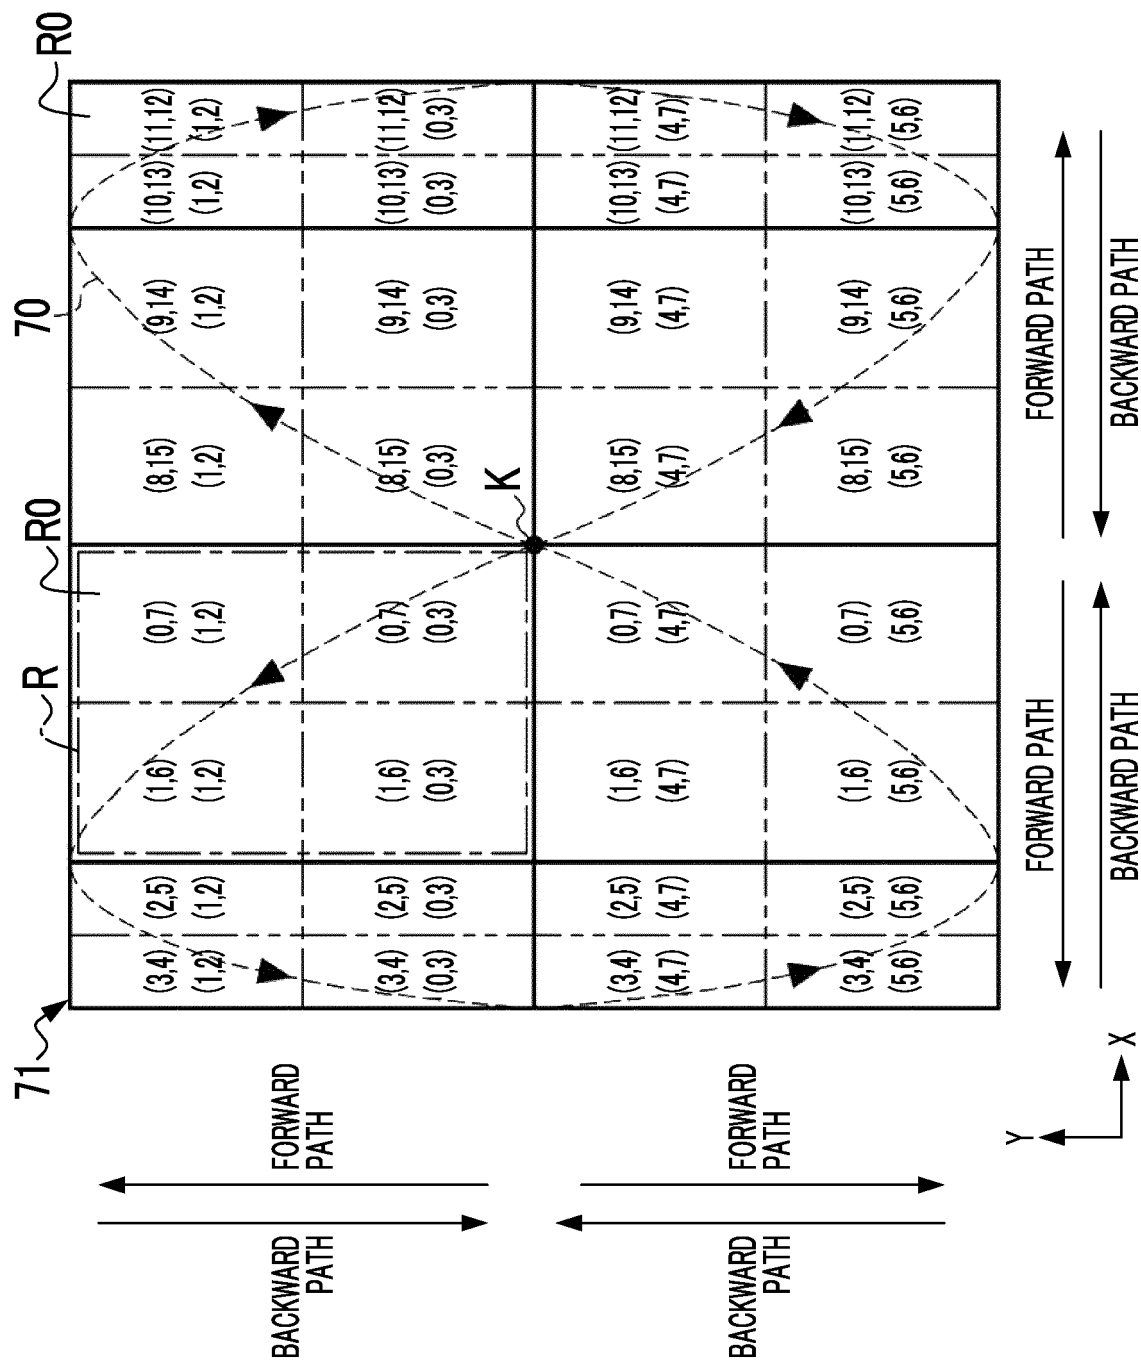 71
R
R0
70
R0
(3,4) (2,5) (1,6) (0,7) (8,15) (9,14) (10,13) (11,12)
(1,2) (1,2) (1,2) (1,2) (1,2) (1,2) (1,2) (1,2)
BACKWARD
PATH
FORWARD
PATH
(3,4) (2,5) (1,6) (0,7) (8,15) (9,14) (10,13) (11,12)
(0,3) (0,3) (0,3) (0,3) (0,3) (0,3) (0,3) (0,3)
K
(3,4) (2,5) (1,6) (0,7) (8,15) (9,14) (10,13) (11,12)
(4,7) (4,7) (4,7) (4,7) (4,7) (4,7) (4,7) (4,7)
BACKWARD
PATH
FORWARD
PATH
(3,4) (2,5) (1,6) (0,7) (8,15) (9,14) (10,13) (11,12)
(5,6) (5,6) (5,6) (5,6) (5,6) (5,6) (5,6) (5,6)
Y
X
FORWARD PATH
FORWARD PATH
BACKWARD PATH
BACKWARD PATH